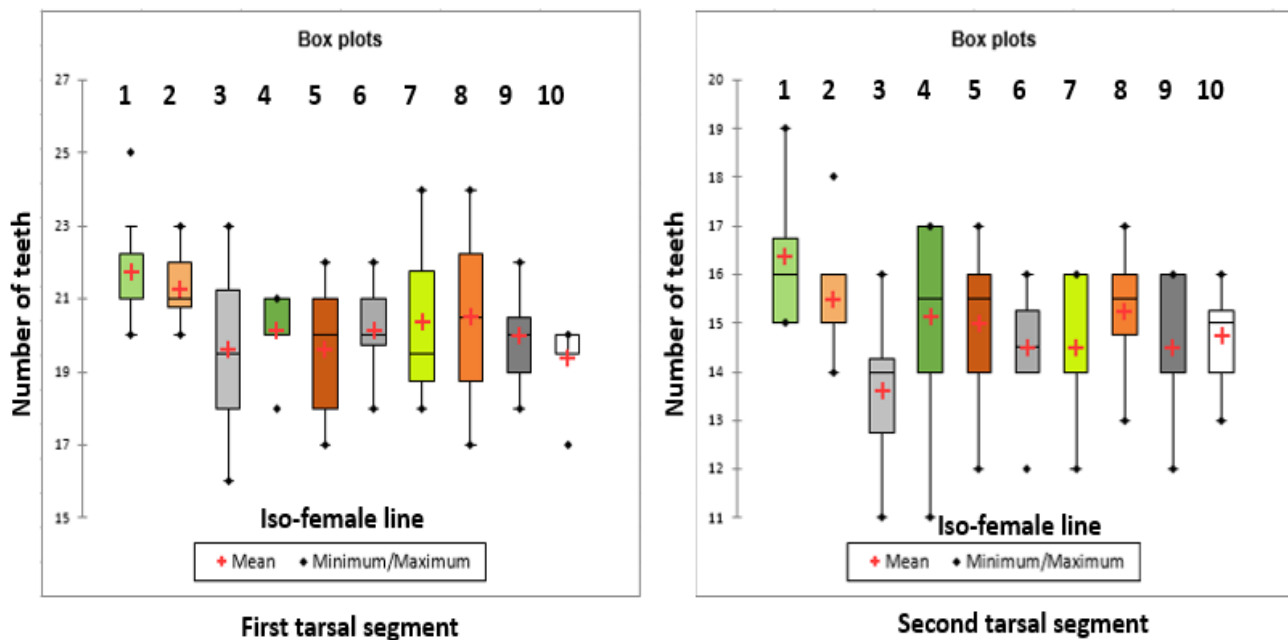 Box plots
27
25
23
21
19
17
15
1 2 3 4 5 6 7 8 9 10
Number of teeth
Iso-female line
Mean Minimum/Maximum
First tarsal segment
Box plots
20
19
18
17
16
15
14
13
12
11
1 2 3 4 5 6 7 8 9 10
Number of teeth
Iso-female line
Mean Minimum/Maximum
Second tarsal segment